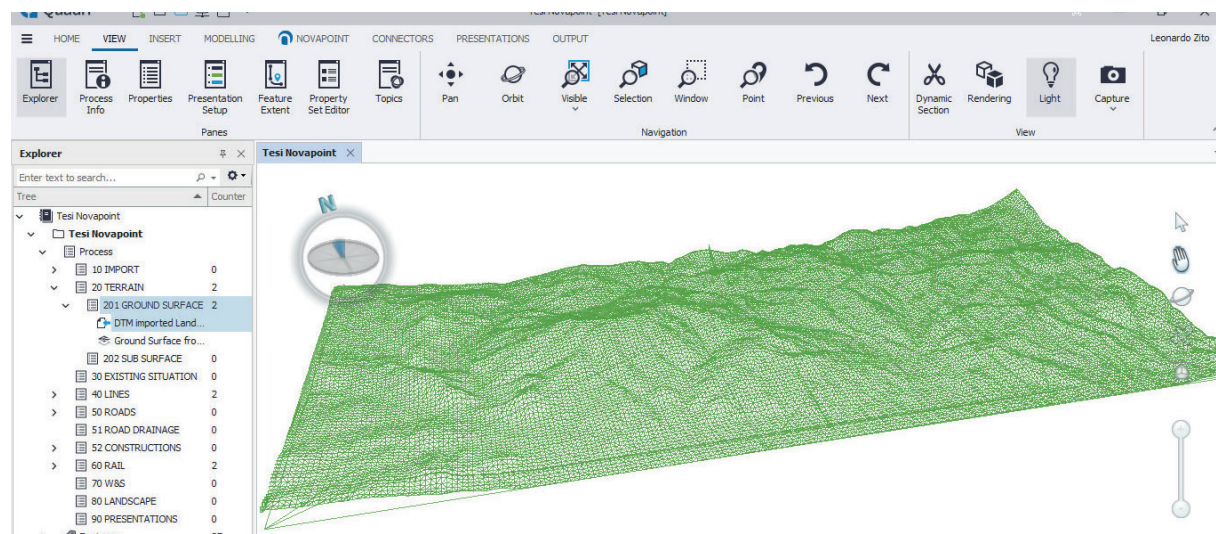 Quadri
Tesi Novapoint [Tesi Novapoint]
HOME VIEW INSERT MODELLING NOVAPOINT CONNECTORS PRESENTATIONS OUTPUT Leonardo Zito
Explorer Process Info Properties Presentation Setup Feature Extent Property Set Editor Topics Pan Orbit Visible Selection Window Point Previous Next Dynamic Section Rendering Light Capture
Panes Navigation View
Explorer Tesi Novapoint
Enter text to search...
Tree Counter
N
Tesi Novapoint
Tesi Novapoint
Process
10 IMPORT 0
20 TERRAIN 2
201 GROUND SURFACE 2
DTM imported Land...
Ground Surface fro...
202 SUB SURFACE 0
30 EXISTING SITUATION 0
40 LINES 2
50 ROADS 0
51 ROAD DRAINAGE 0
52 CONSTRUCTIONS 0
60 RAIL 2
70 W&S 0
80 LANDSCAPE 0
90 PRESENTATIONS 0